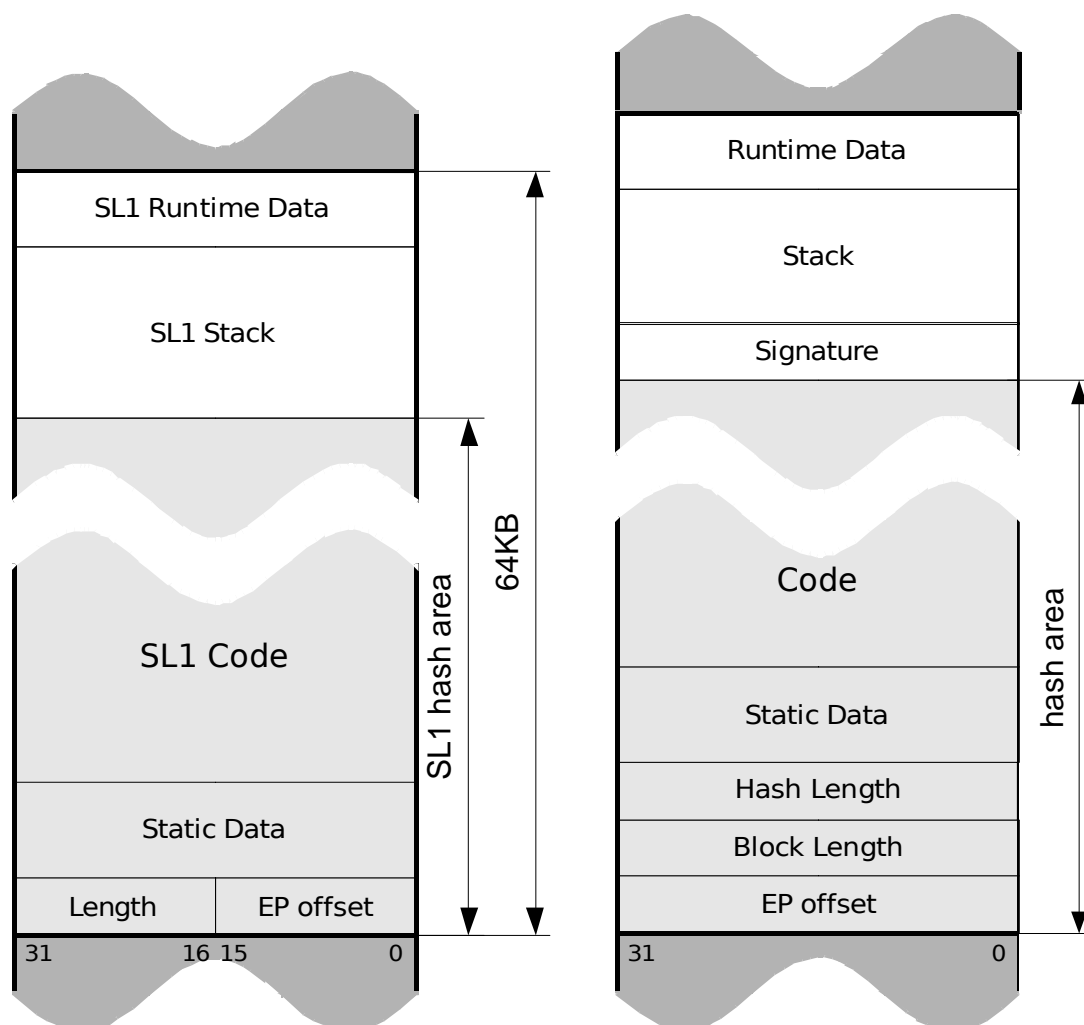 SL1 Runtime Data
SL1 Stack
SL1 Code
Static Data
Length
EP offset
31
16
15
0
SL1 hash area
64KB
Runtime Data
Stack
Signature
Code
Static Data
Hash Length
Block Length
EP offset
31
0
hash area